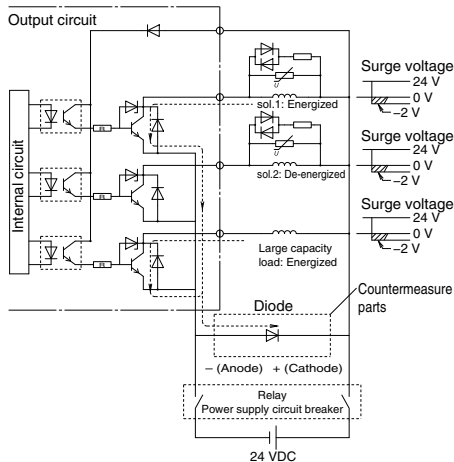 Output circuit
Internal circuit
sol.1: Energized
Surge voltage
24 V
0 V
–2 V
sol.2: De-energized
Surge voltage
24 V
0 V
–2 V
Large capacity
load: Energized
Surge voltage
24 V
0 V
–2 V
Countermeasure
parts
Diode
– (Anode) + (Cathode)
Relay
Power supply circuit breaker
24 VDC